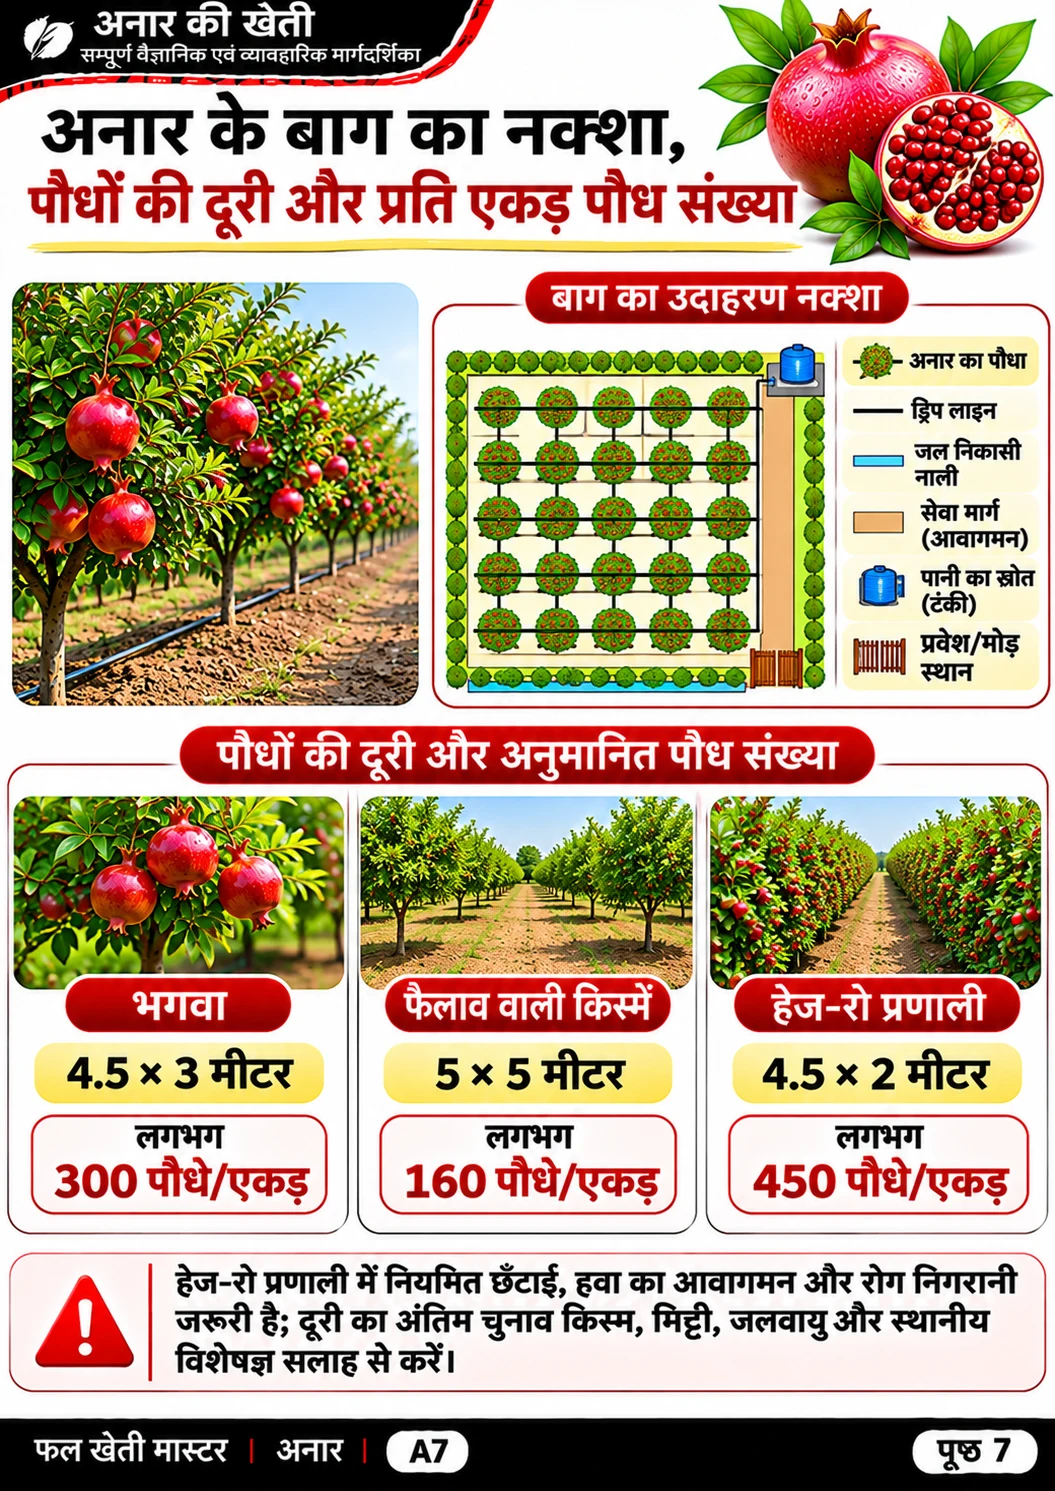 अनार की खेती
सम्पूर्ण वैज्ञानिक एवं व्यावहारिक मार्गदर्शिका
अनार के बाग का नक्शा,
पौधों की दूरी और प्रति एकड़ पौध संख्या
बाग का उदाहरण नक्शा
अनार का पौधा
ड्रिप लाइन
जल निकासी
नाली
सेवा मार्ग
(आवागमन)
पानी का स्रोत
(टंकी)
प्रवेश/मोड़
स्थान
पौधों की दूरी और अनुमानित पौध संख्या
भगवा
4.5 × 3 मीटर
लगभग
300 पौधे/एकड़
फैलाव वाली किस्में
5 × 5 मीटर
लगभग
160 पौधे/एकड़
हेज-रो प्रणाली
4.5 × 2 मीटर
लगभग
450 पौधे/एकड़
हेज-रो प्रणाली में नियमित छँटाई, हवा का आवागमन और रोग निगरानी
जरूरी है; दूरी का अंतिम चुनाव किस्म, मिट्टी, जलवायु और स्थानीय
विशेषज्ञ सलाह से करें।
फल खेती मास्टर | अनार | A7
पृष्ठ 7